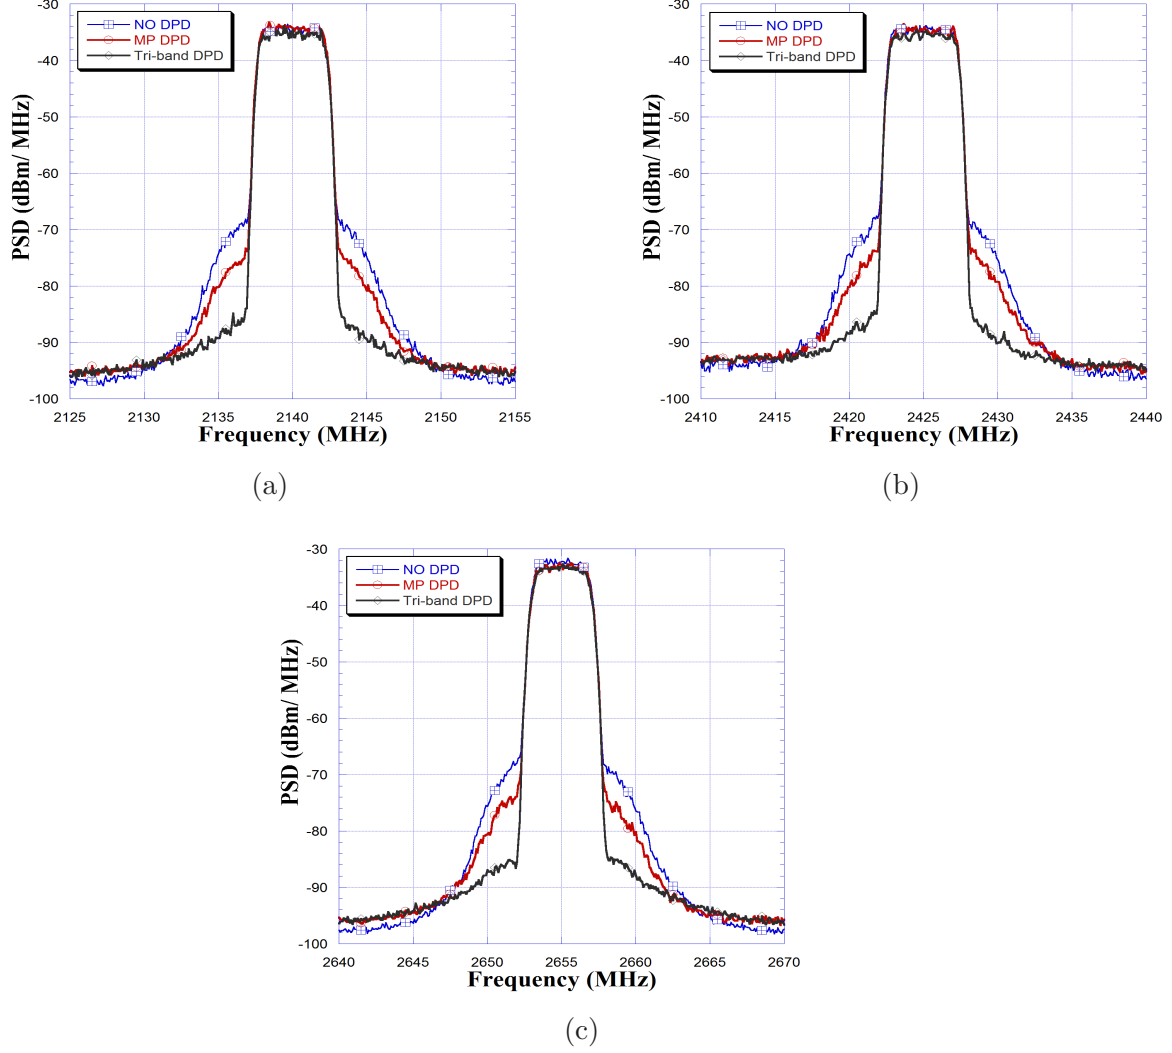 NO DPD
MP DPD
Tri-band DPD
PSD (dBm/ MHz)
-30
-40
-50
-60
-70
-80
-90
-100
2125 2130 2135 2140 2145 2150 2155
Frequency (MHz)
(a)
NO DPD
MP DPD
Tri-band DPD
PSD (dBm/ MHz)
-30
-40
-50
-60
-70
-80
-90
-100
2410 2415 2420 2425 2430 2435 2440
Frequency (MHz)
(b)
NO DPD
MP DPD
Tri-band DPD
PSD (dBm/ MHz)
-30
-40
-50
-60
-70
-80
-90
-100
2640 2645 2650 2655 2660 2665 2670
Frequency (MHz)
(c)